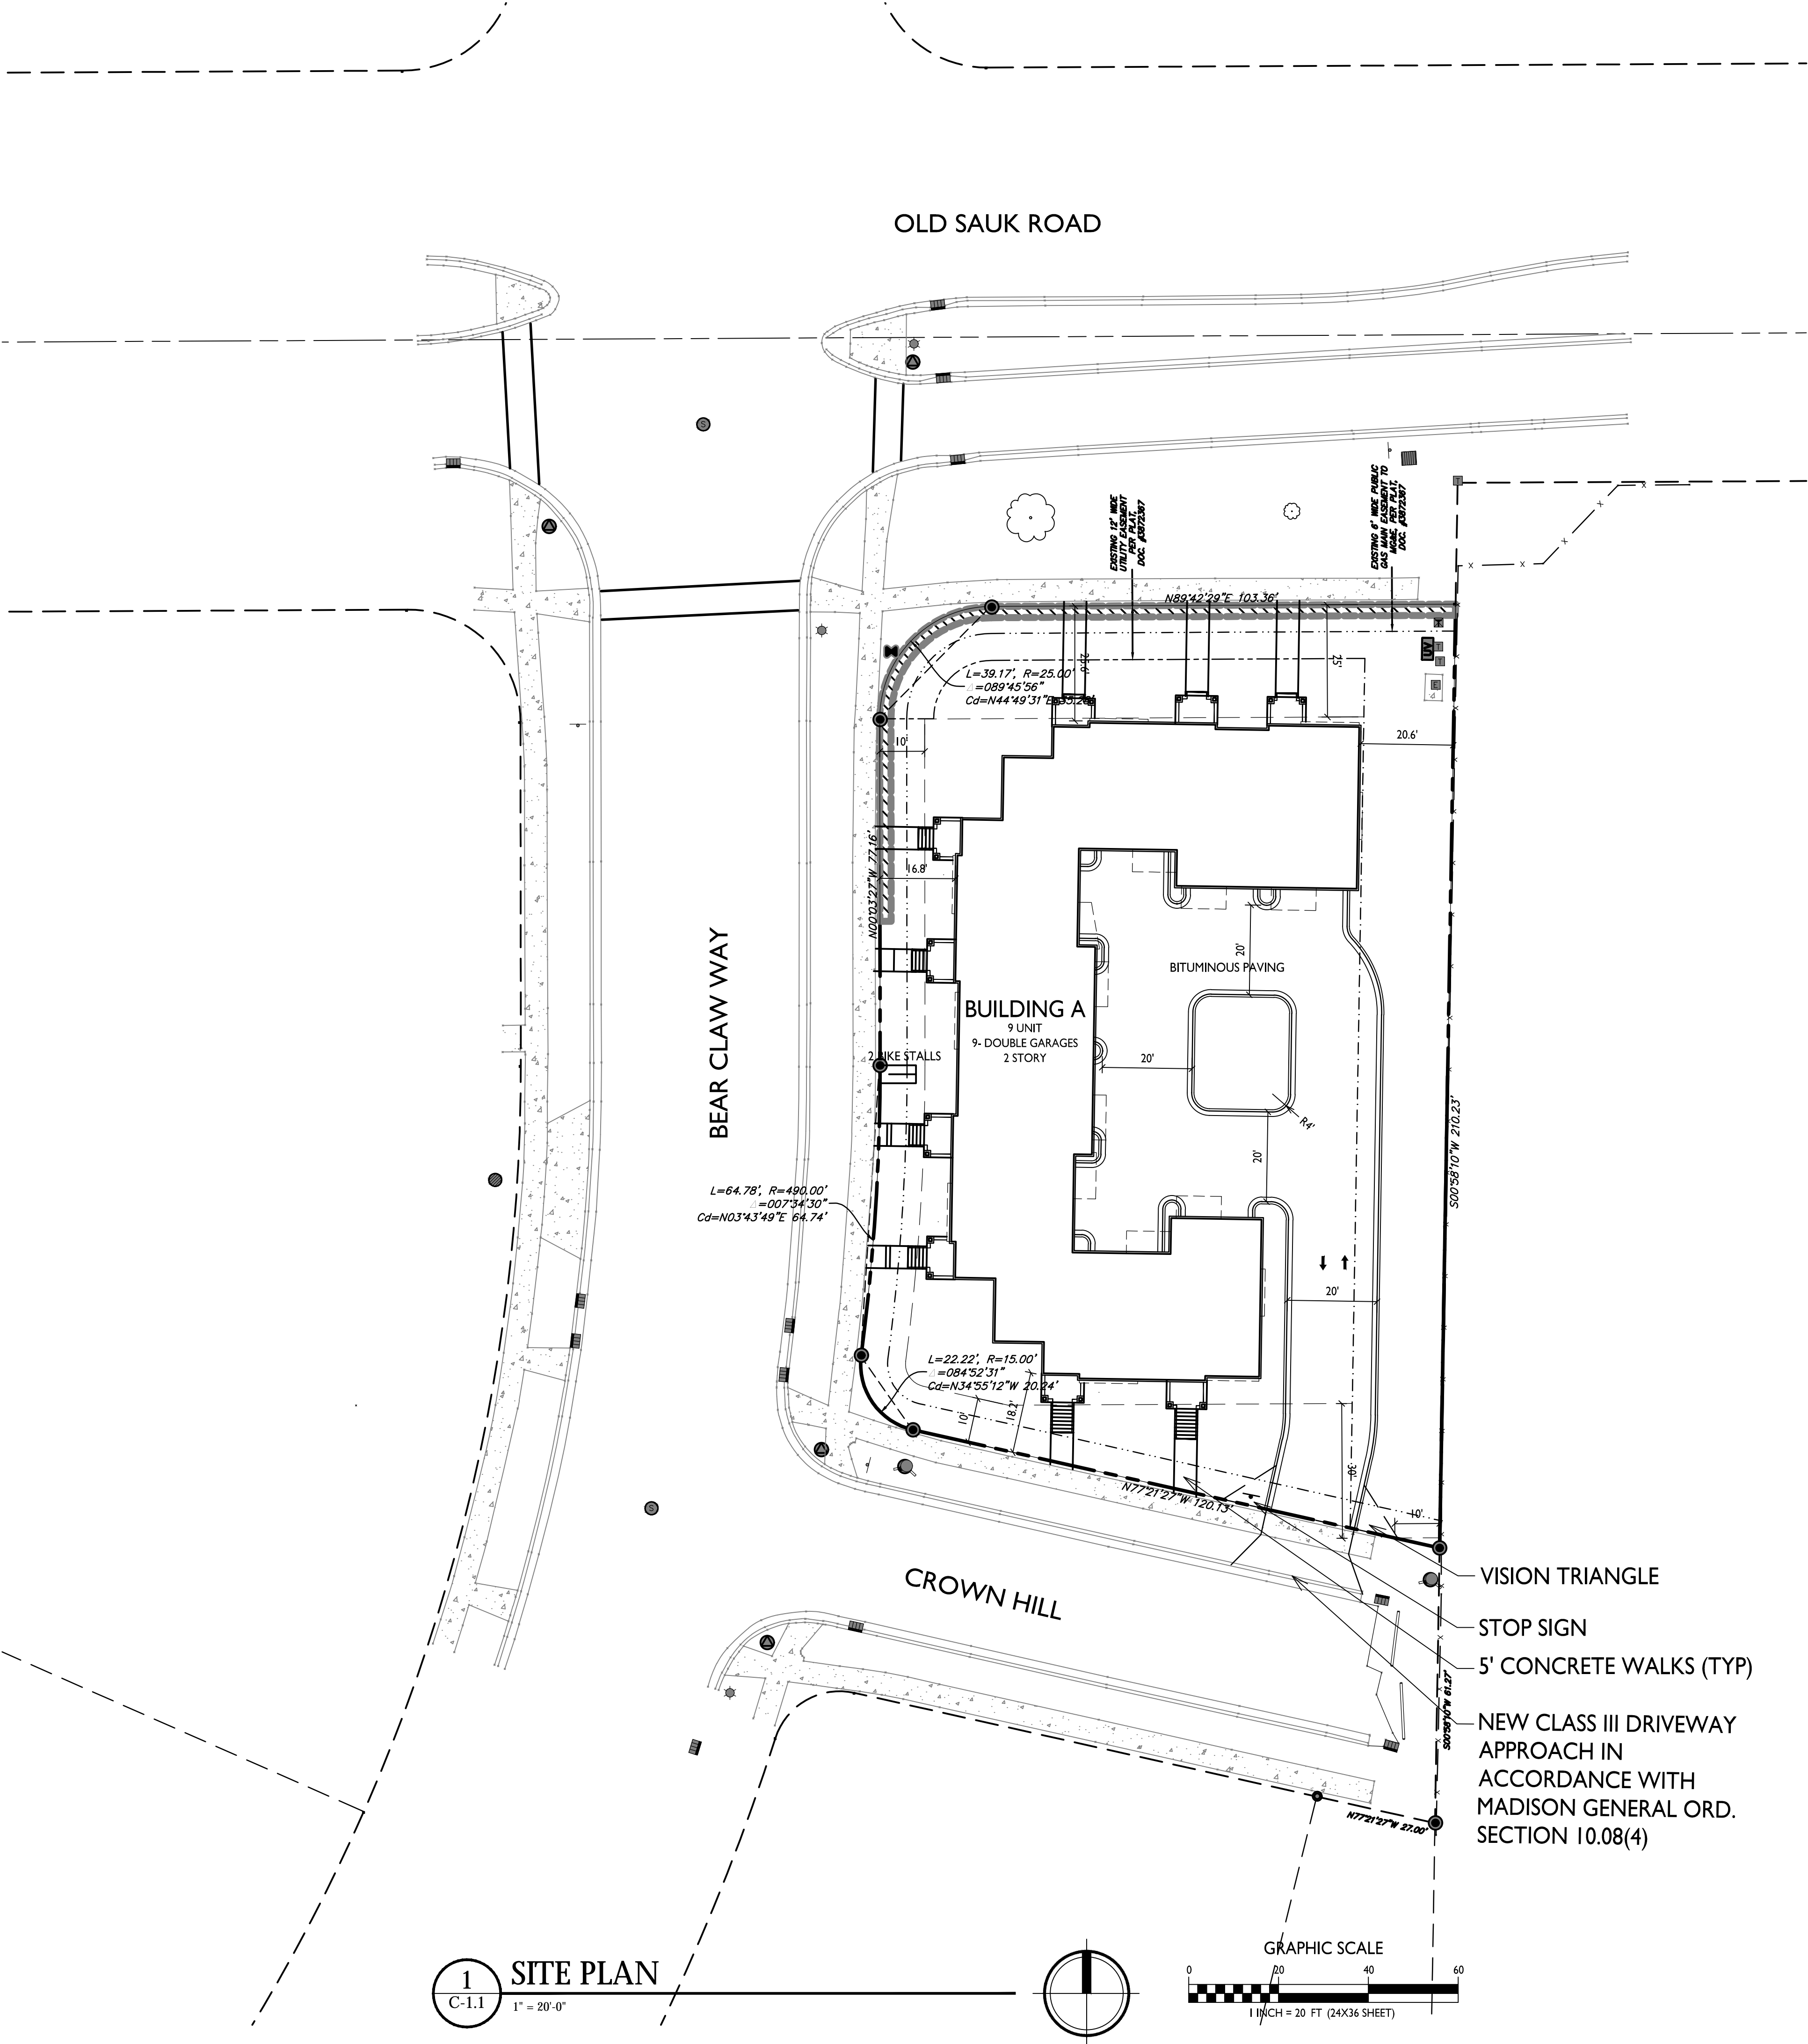 OLD SAUK ROAD
EXISTING 12' WIDE
UTILITY EASEMENT
PER PLAT,
DOC. #3872367
EXISTING 6' WIDE PUBLIC
GAS MAIN EASEMENT TO
MG&E, PER PLAT,
DOC. #3872367
S
T
N89°42'29"E 103.36'
T
UV
T
T
E
L=39.17', R=25.00'
△=089°45'56"
Cd=N44°49'31"E
25.6'
25'
20.6'
10'
N00°03'27"W 77.16'
16.8'
20'
BITUMINOUS PAVING
BEAR CLAW WAY
BUILDING A
9 UNIT
9- DOUBLE GARAGES
2 STORY
2 BIKE STALLS
20'
R4'
20'
S00°58'10"W 210.23'
L=64.78', R=490.00'
△=007°34'30"
Cd=N03°43'49"E 64.74'
20'
L=22.22', R=15.00'
△=084°52'31"
Cd=N34°55'12"W 20.24'
10'
18.2'
30'
10'
N77°21'27"W 120.13'
S
CROWN HILL
VISION TRIANGLE
STOP SIGN
5' CONCRETE WALKS (TYP)
S00°58'10"W 61.27'
NEW CLASS III DRIVEWAY
APPROACH IN
ACCORDANCE WITH
MADISON GENERAL ORD.
SECTION 10.08(4)
N77°21'27"W 27.00'
1
C-1.1
SITE PLAN
1" = 20'-0"
GRAPHIC SCALE
0 20 40 60
1 INCH = 20 FT (24X36 SHEET)